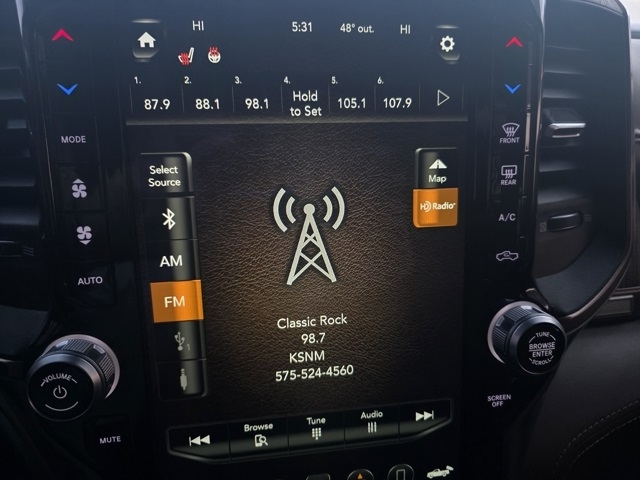 HI 5:31 48° out. HI
1. 2. 3. 4. 5. 6.
87.9 88.1 98.1 Hold to Set 105.1 107.9
MODE
AUTO
VOLUME
MUTE
Select
Source
AM
FM
Classic Rock
98.7
KSNM
575-524-4560
Map
HD Radio
Browse Tune Audio
FRONT
REAR
A/C
TUNE
BROWSE
ENTER
SCROLL
SCREEN
OFF